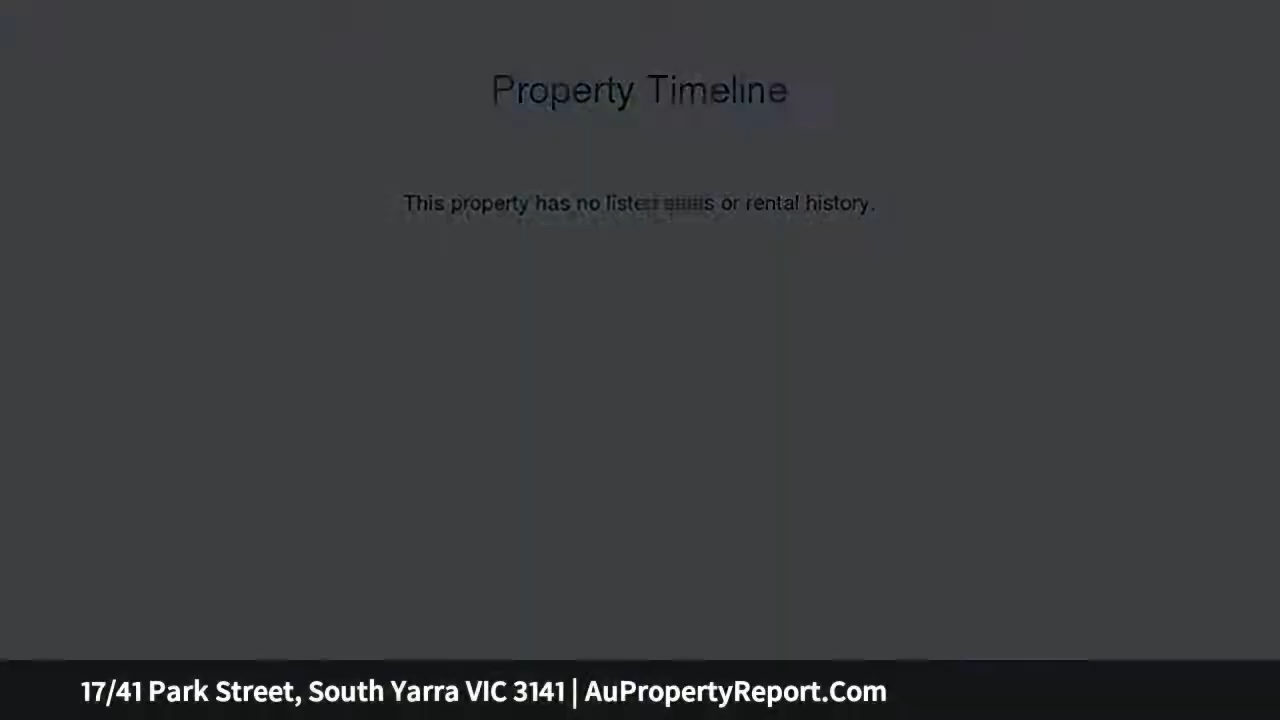 Property Timeline
This property has no listed or rental history.
17/41 Park Street, South Yarra VIC 3141 | AuPropertyReport.Com